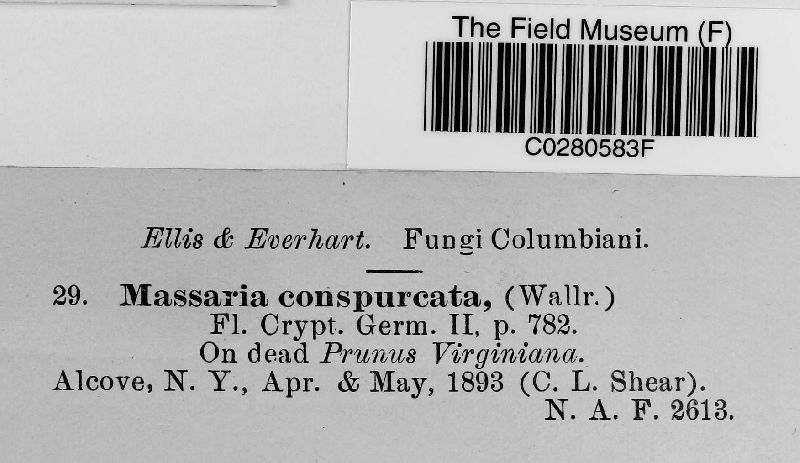 The Field Museum (F)
C0280583F
Ellis & Everhart. Fungi Columbiani.
29. Massaria conspurcata, (Wallr.)
Fl. Crypt. Germ. II, p. 782.
On dead Prunus Virginiana.
Alcove, N. Y., Apr. & May, 1893 (C. L. Shear).
N. A. F. 2613.